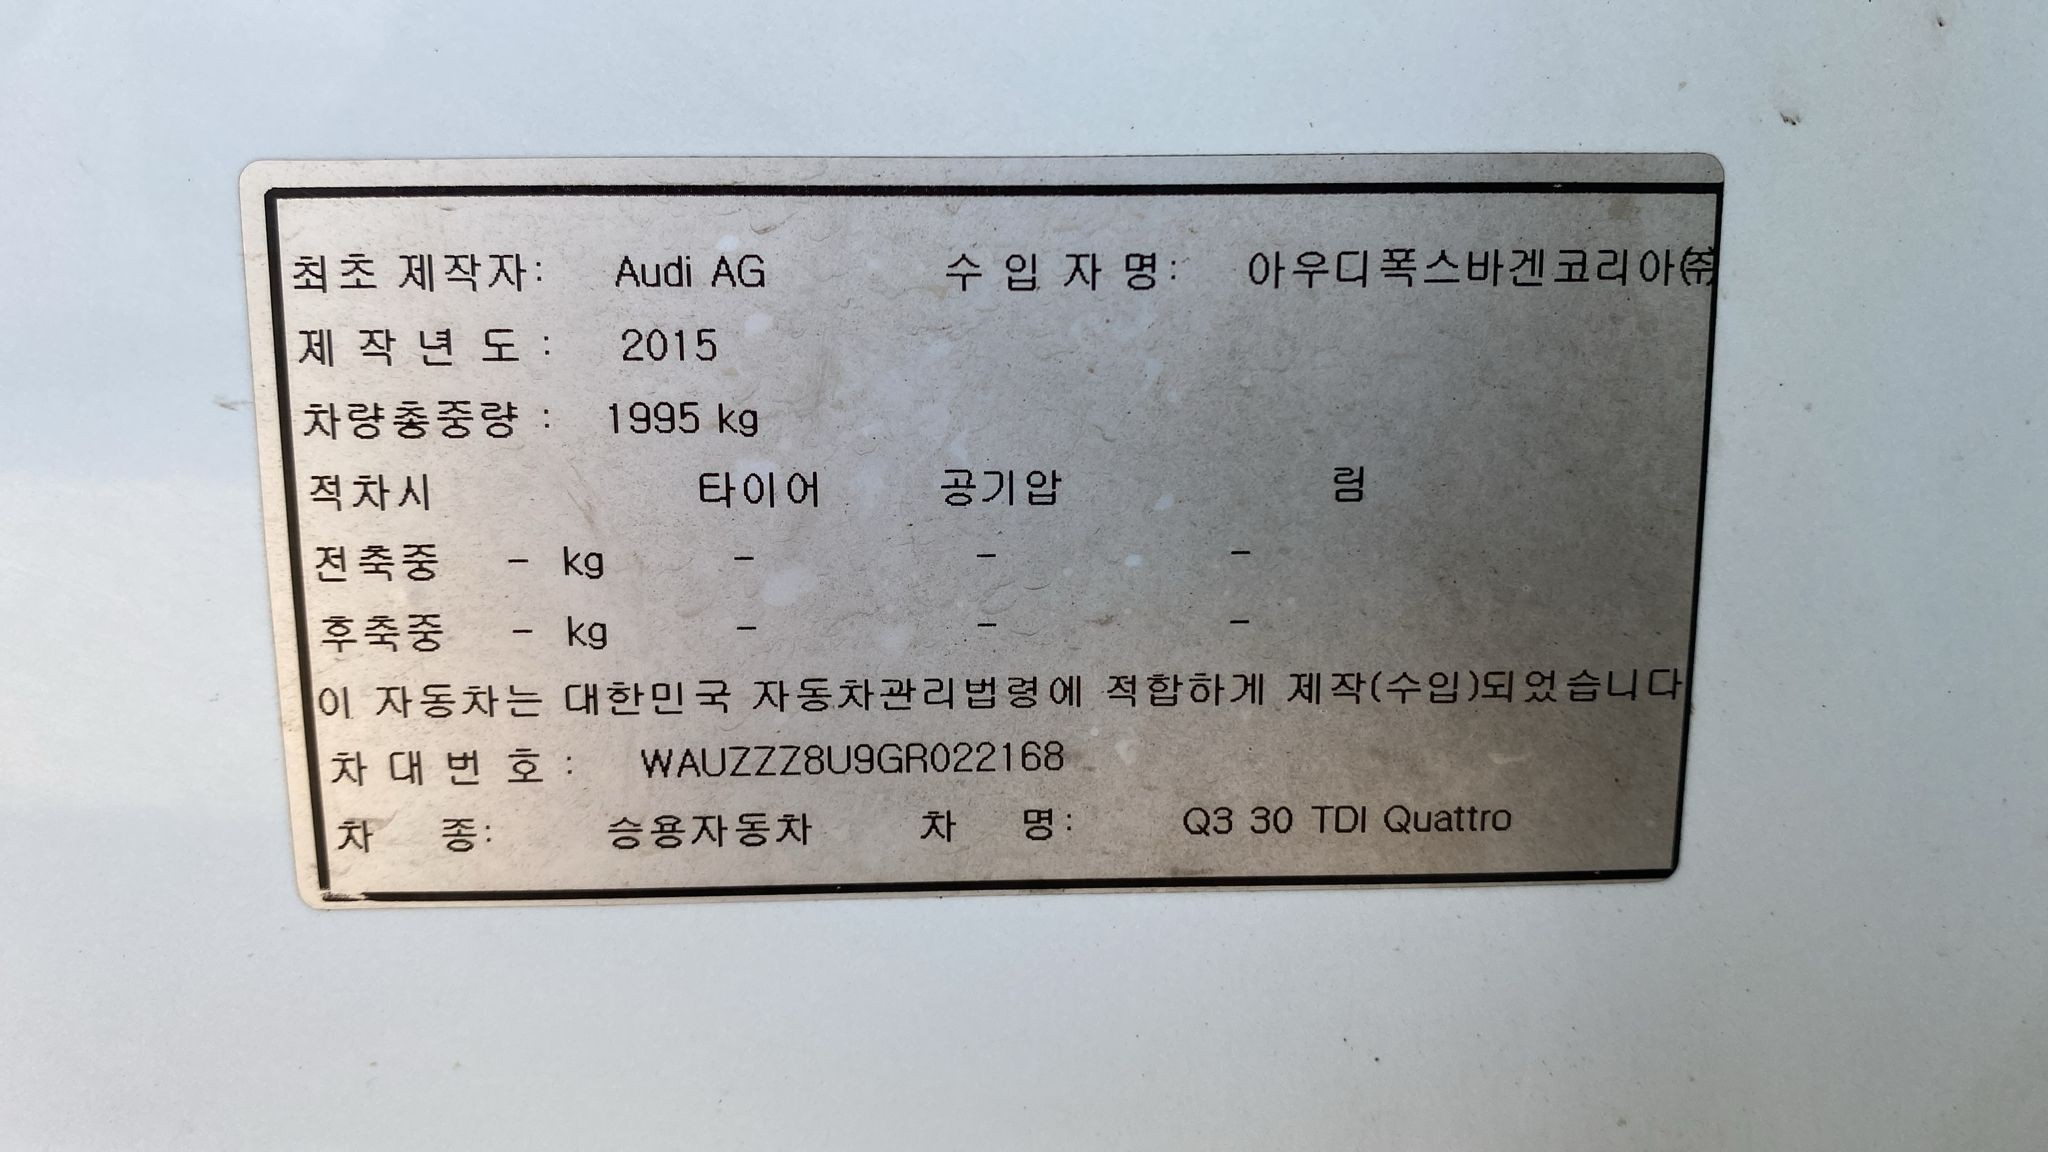 최초 제작자: Audi AG 수 입 자 명: 아우디폭스바겐코리아㈜
제 작 년 도 : 2015
차량총중량 : 1995 kg
적차시 타이어 공기압 림
전축중 - kg - - -
후축중 - kg - - -
이 자동차는 대한민국 자동차관리법령에 적합하게 제작(수입)되었습니다
차 대 번 호 : WAUZZZ8U9GR022168
차 종: 승용자동차 차 명: Q3 30 TDI Quattro